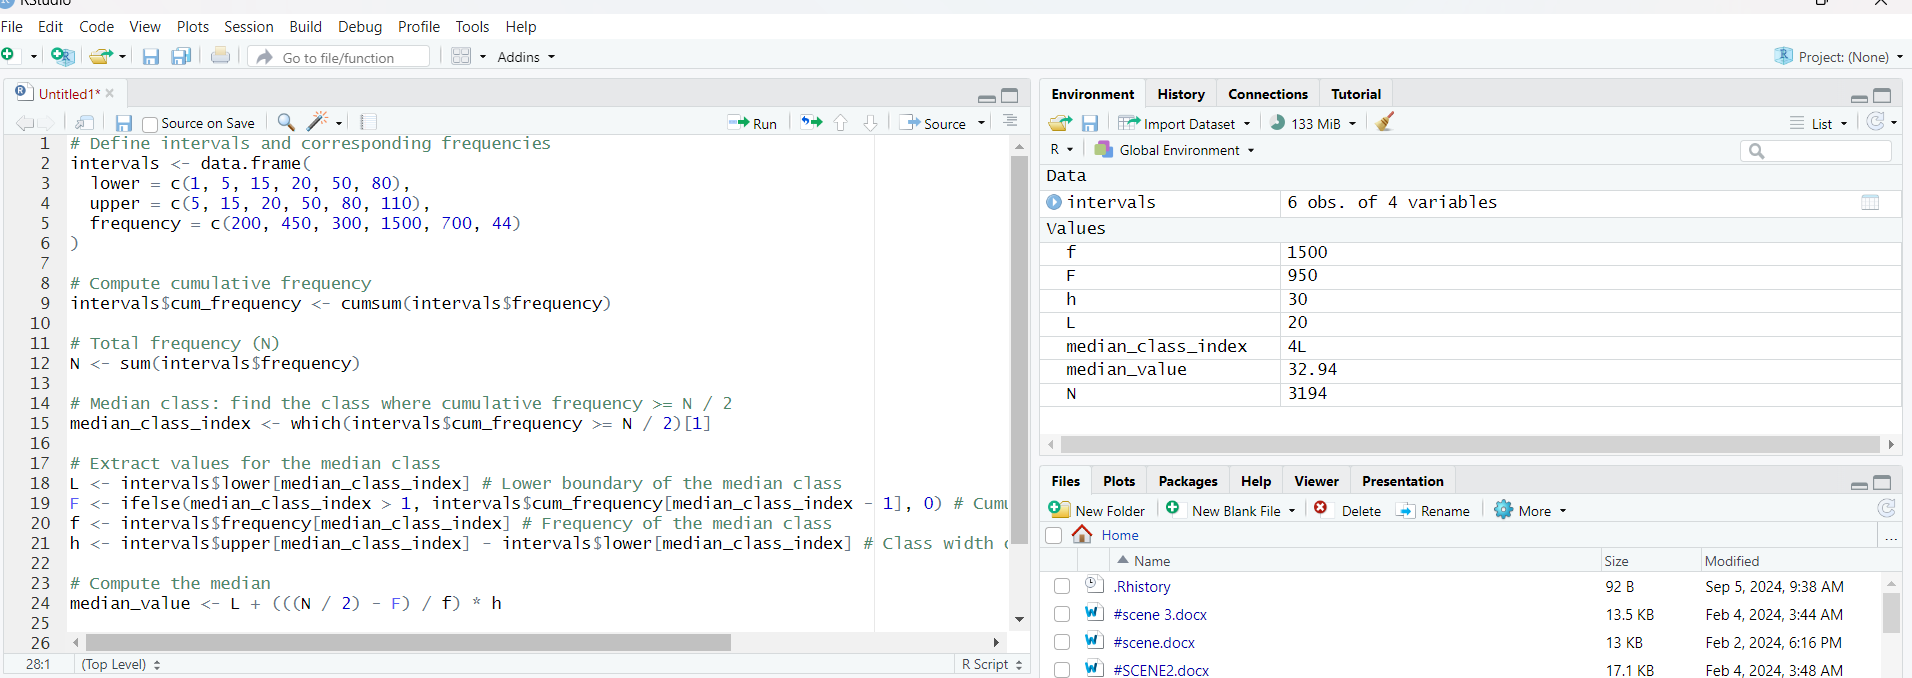 RStudio
File Edit Code View Plots Session Build Debug Profile Tools Help
Go to file/function Addins Project: (None)
Untitled1*
Source on Save Run Source
1 # Define intervals and corresponding frequencies
2 intervals <- data.frame(
3 lower = c(1, 5, 15, 20, 50, 80),
4 upper = c(5, 15, 20, 50, 80, 110),
5 frequency = c(200, 450, 300, 1500, 700, 44)
6 )
7
8 # Compute cumulative frequency
9 intervals$cum_frequency <- cumsum(intervals$frequency)
10
11 # Total frequency (N)
12 N <- sum(intervals$frequency)
13
14 # Median class: find the class where cumulative frequency >= N / 2
15 median_class_index <- which(intervals$cum_frequency >= N / 2)[1]
16
17 # Extract values for the median class
18 L <- intervals$lower[median_class_index] # Lower boundary of the median class
19 F <- ifelse(median_class_index > 1, intervals$cum_frequency[median_class_index - 1], 0) # Cumu
20 f <- intervals$frequency[median_class_index] # Frequency of the median class
21 h <- intervals$upper[median_class_index] - intervals$lower[median_class_index] # Class width
22
23 # Compute the median
24 median_value <- L + (((N / 2) - F) / f) * h
25
26
28:1 (Top Level) R Script
Environment History Connections Tutorial
Import Dataset 133 MiB List
R Global Environment
Data
intervals 6 obs. of 4 variables
Values
f 1500
F 950
h 30
L 20
median_class_index 4L
median_value 32.94
N 3194
Files Plots Packages Help Viewer Presentation
New Folder New Blank File Delete Rename More
Home ...
Name Size Modified
.Rhistory 92 B Sep 5, 2024, 9:38 AM
#scene 3.docx 13.5 KB Feb 4, 2024, 3:44 AM
#scene.docx 13 KB Feb 2, 2024, 6:16 PM
#SCENE2.docx 17.1 KB Feb 4, 2024, 3:48 AM